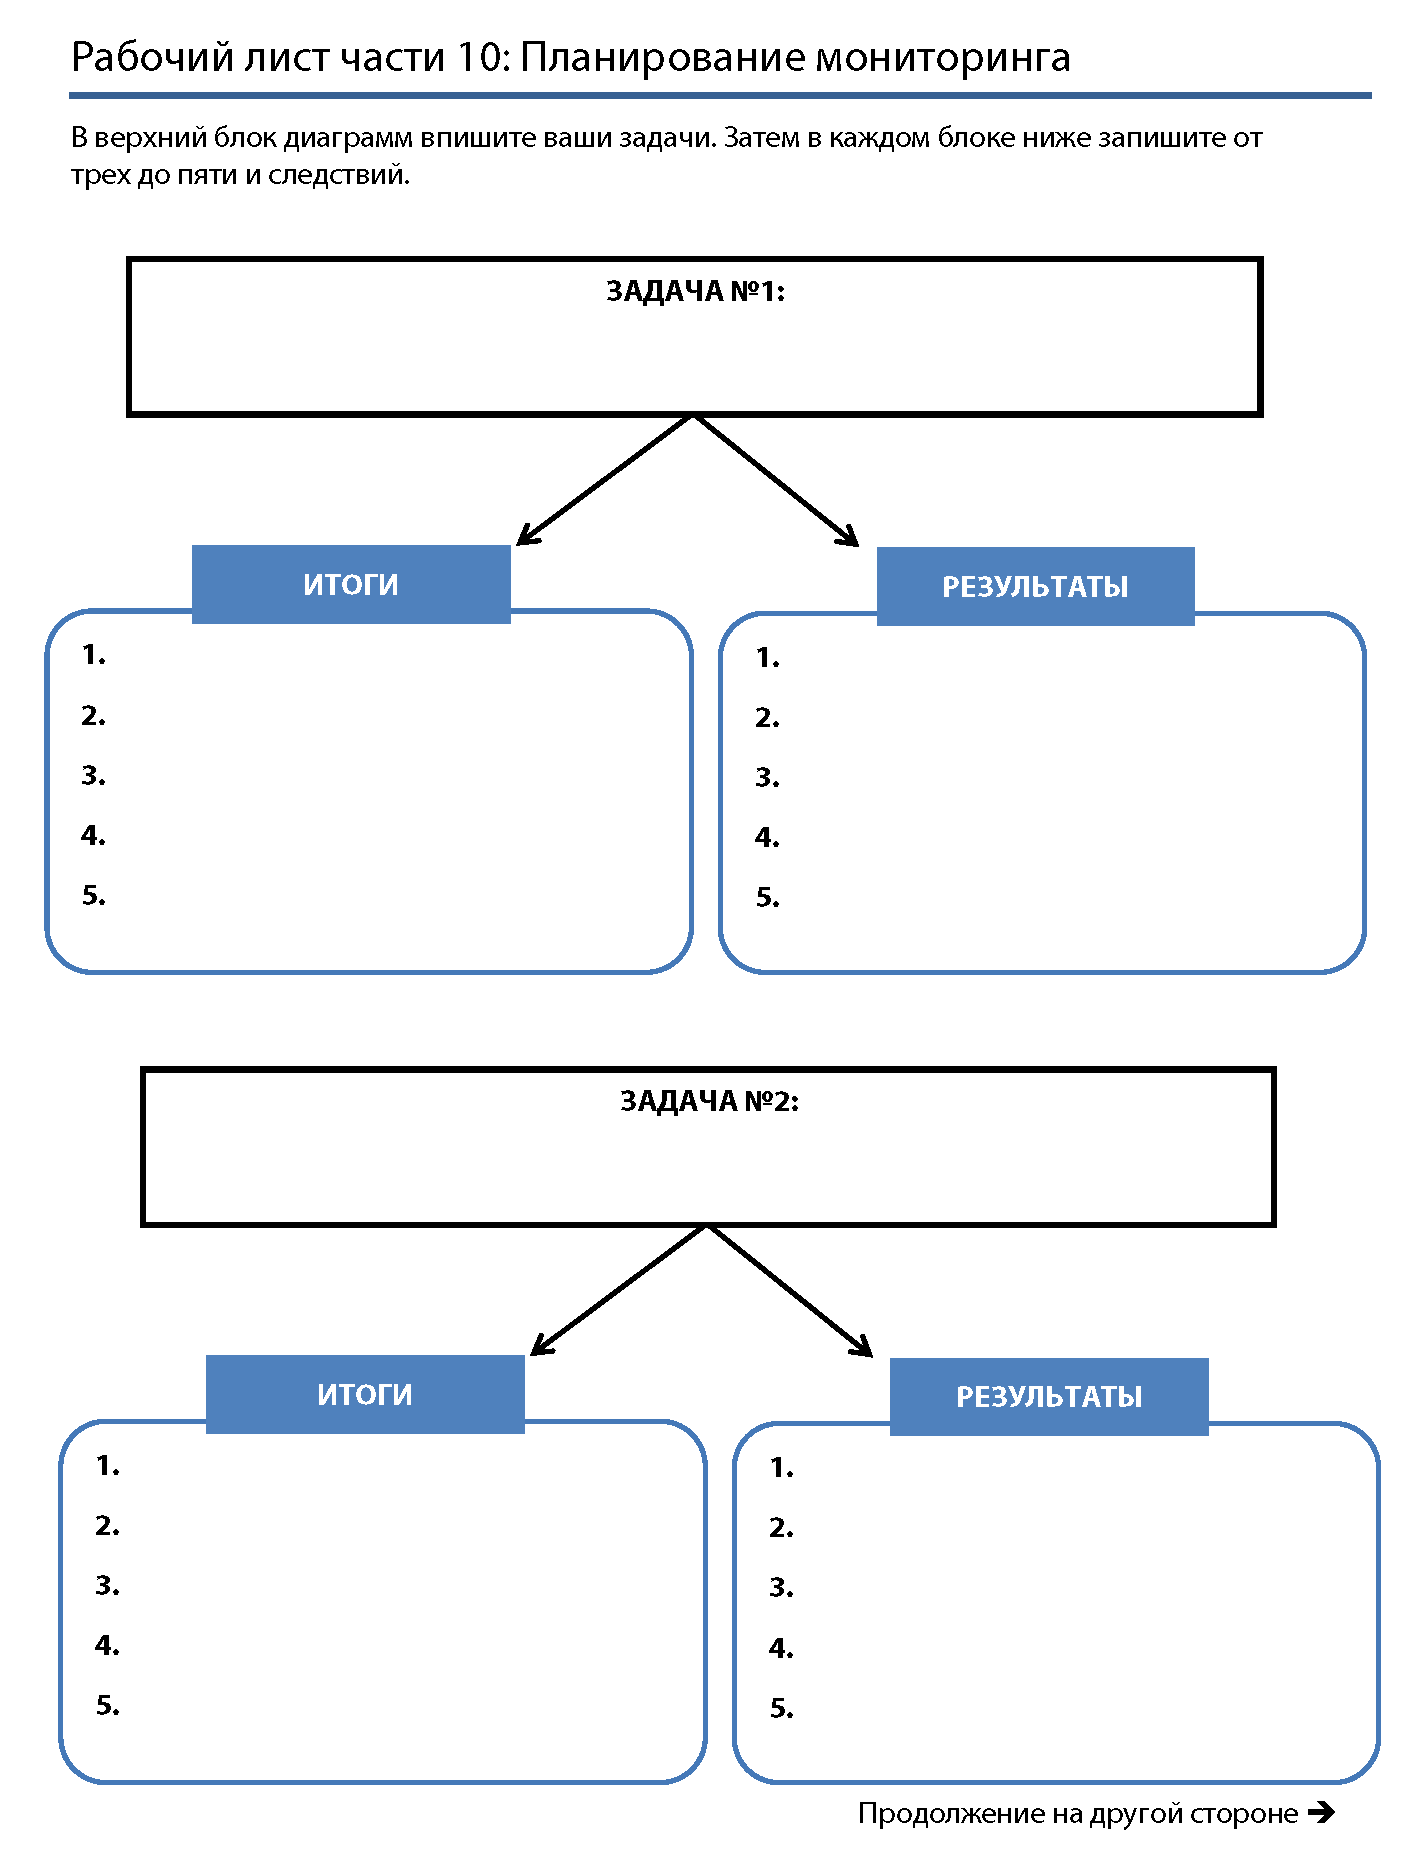 Рабочий лист части 10: Планирование мониторинга
В верхний блок диаграмм впишите ваши задачи. Затем в каждом блоке ниже запишите от
трех до пяти и следствий.
ЗАДАЧА №1:
ИТОГИ
1.
2.
3.
4.
5.
РЕЗУЛЬТАТЫ
1.
2.
3.
4.
5.
ЗАДАЧА №2:
ИТОГИ
1.
2.
3.
4.
5.
РЕЗУЛЬТАТЫ
1.
2.
3.
4.
5.
Продолжение на другой стороне →